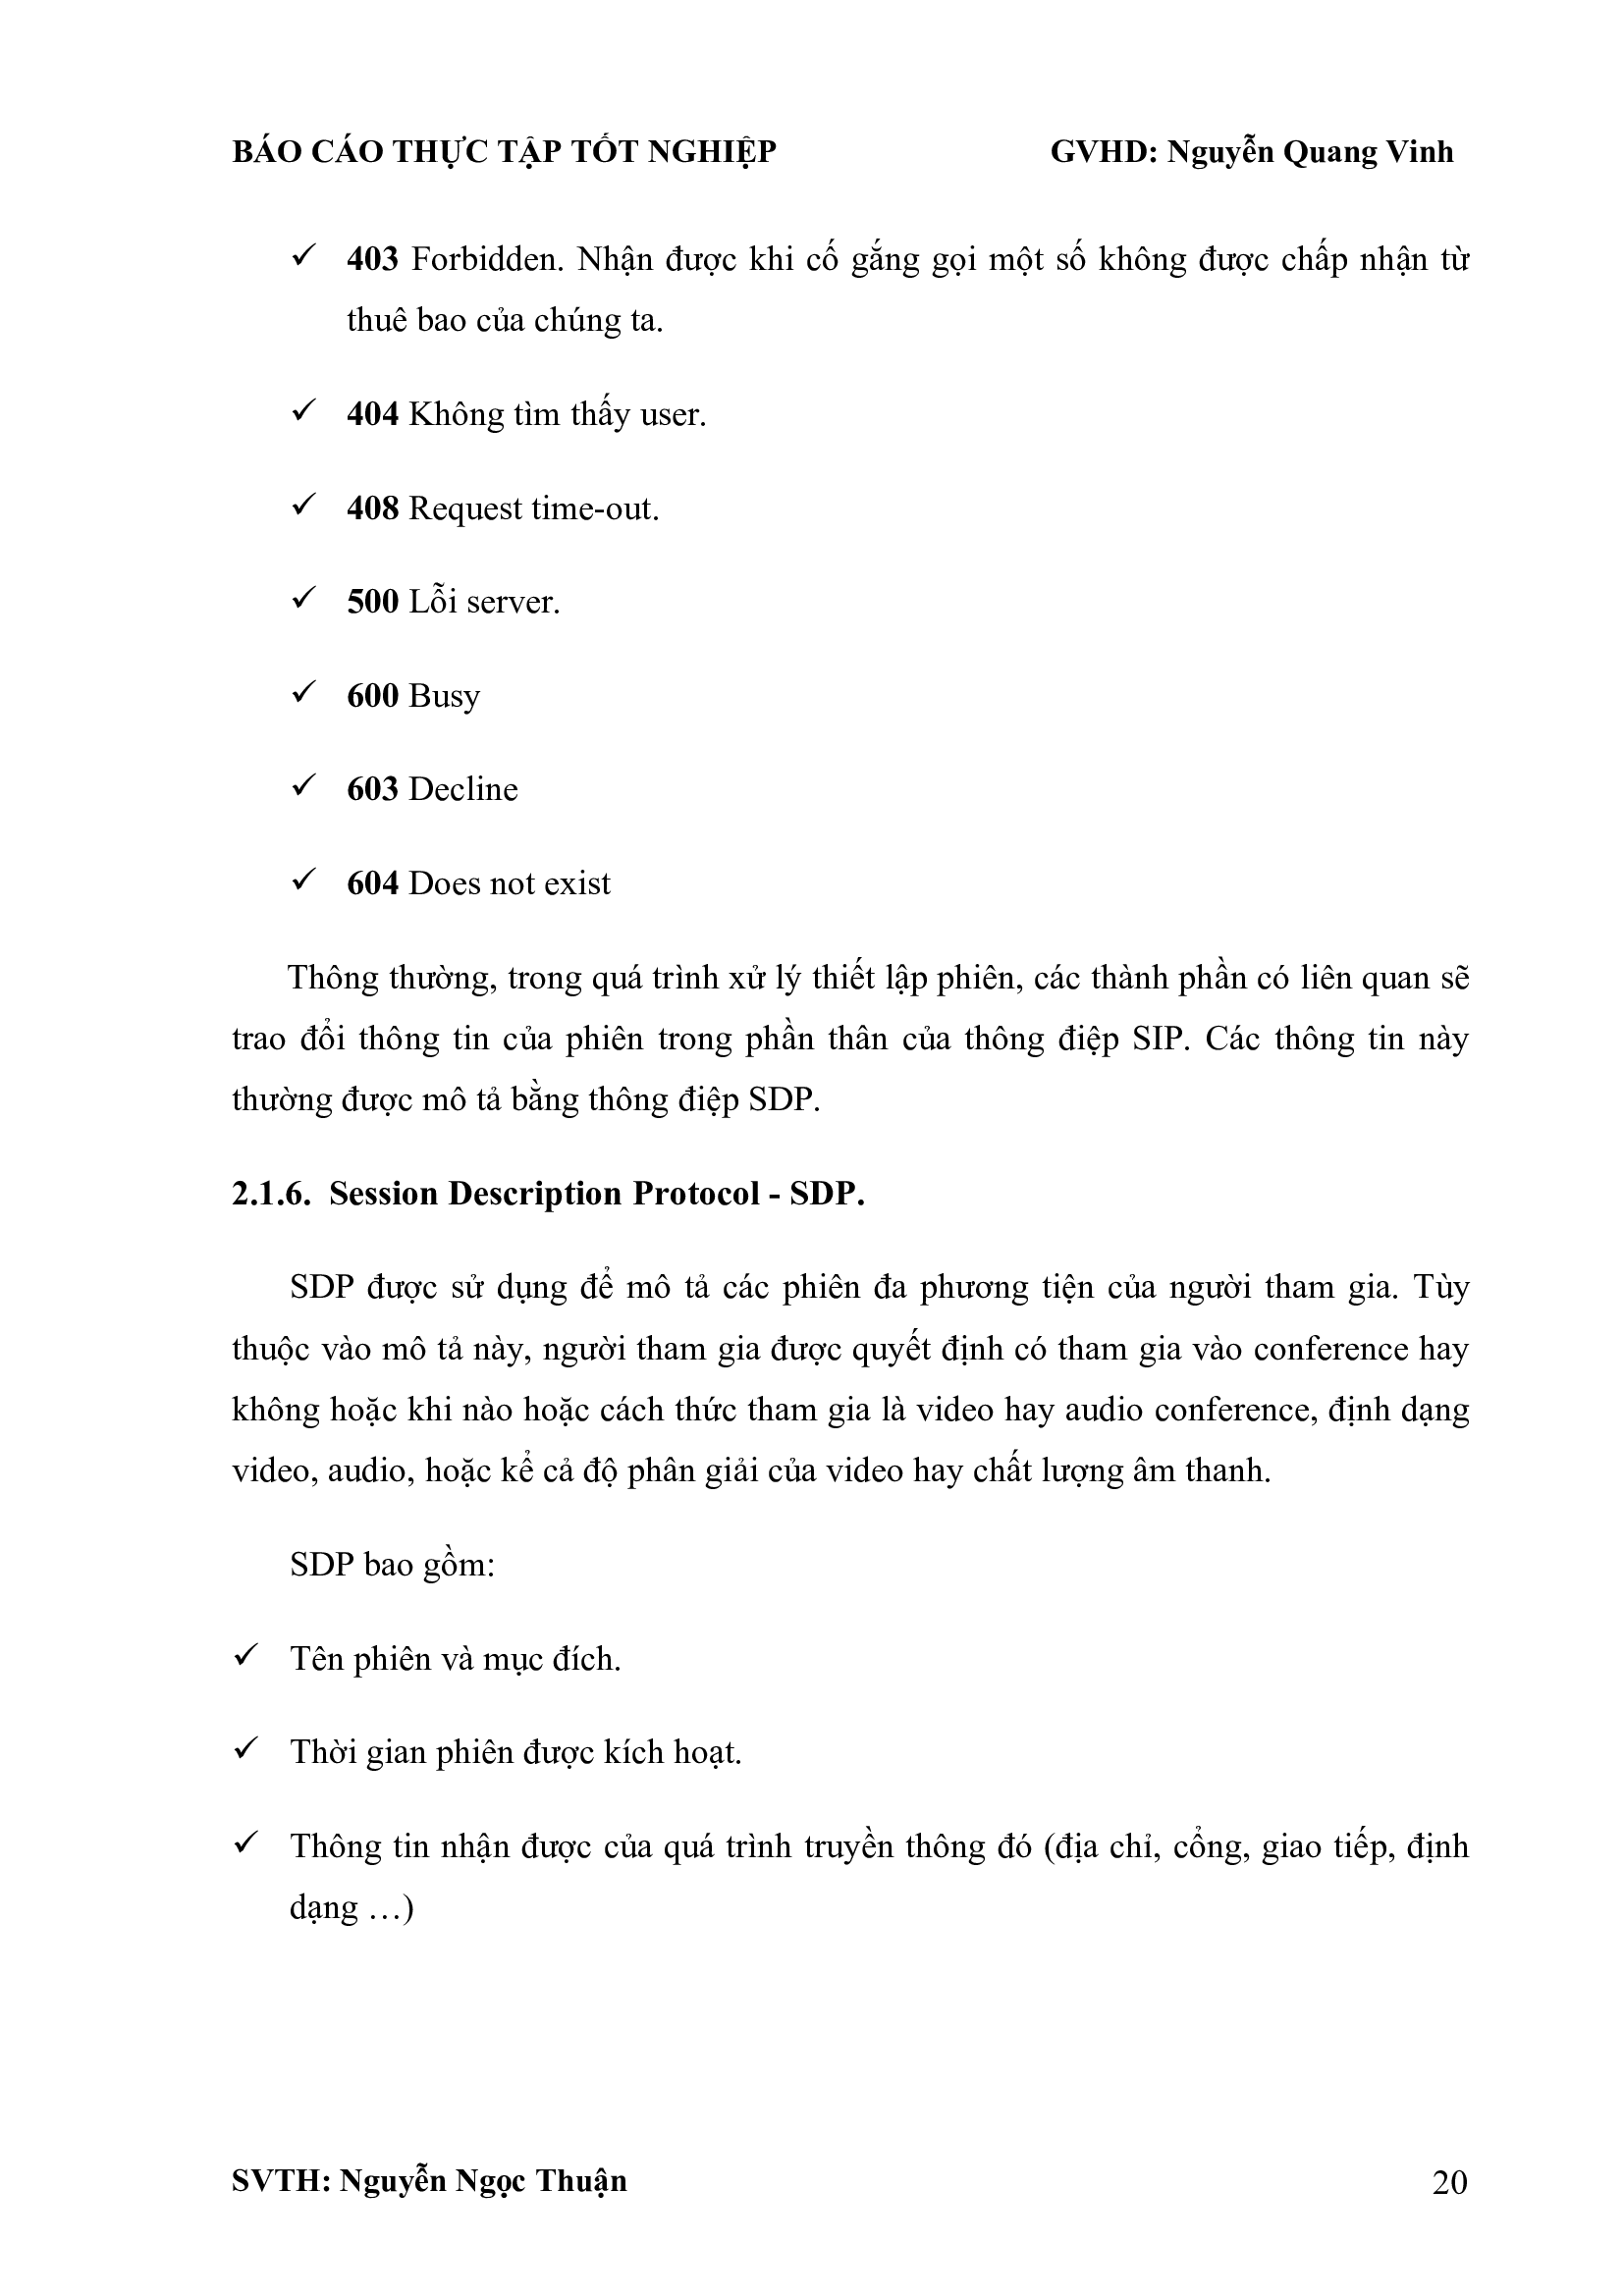 BÁO CÁO THỰC TẬP TỐT NGHIỆP GVHD: Nguyễn Quang Vinh
✓ 403 Forbidden. Nhận được khi cố gắng gọi một số không được chấp nhận từ
thuê bao của chúng ta.
✓ 404 Không tìm thấy user.
✓ 408 Request time-out.
✓ 500 Lỗi server.
✓ 600 Busy
✓ 603 Decline
✓ 604 Does not exist
Thông thường, trong quá trình xử lý thiết lập phiên, các thành phần có liên quan sẽ
trao đổi thông tin của phiên trong phần thân của thông điệp SIP. Các thông tin này
thường được mô tả bằng thông điệp SDP.
2.1.6. Session Description Protocol - SDP.
SDP được sử dụng để mô tả các phiên đa phương tiện của người tham gia. Tùy
thuộc vào mô tả này, người tham gia được quyết định có tham gia vào conference hay
không hoặc khi nào hoặc cách thức tham gia là video hay audio conference, định dạng
video, audio, hoặc kể cả độ phân giải của video hay chất lượng âm thanh.
SDP bao gồm:
✓ Tên phiên và mục đích.
✓ Thời gian phiên được kích hoạt.
✓ Thông tin nhận được của quá trình truyền thông đó (địa chỉ, cổng, giao tiếp, định
dạng …)
SVTH: Nguyễn Ngọc Thuận 20